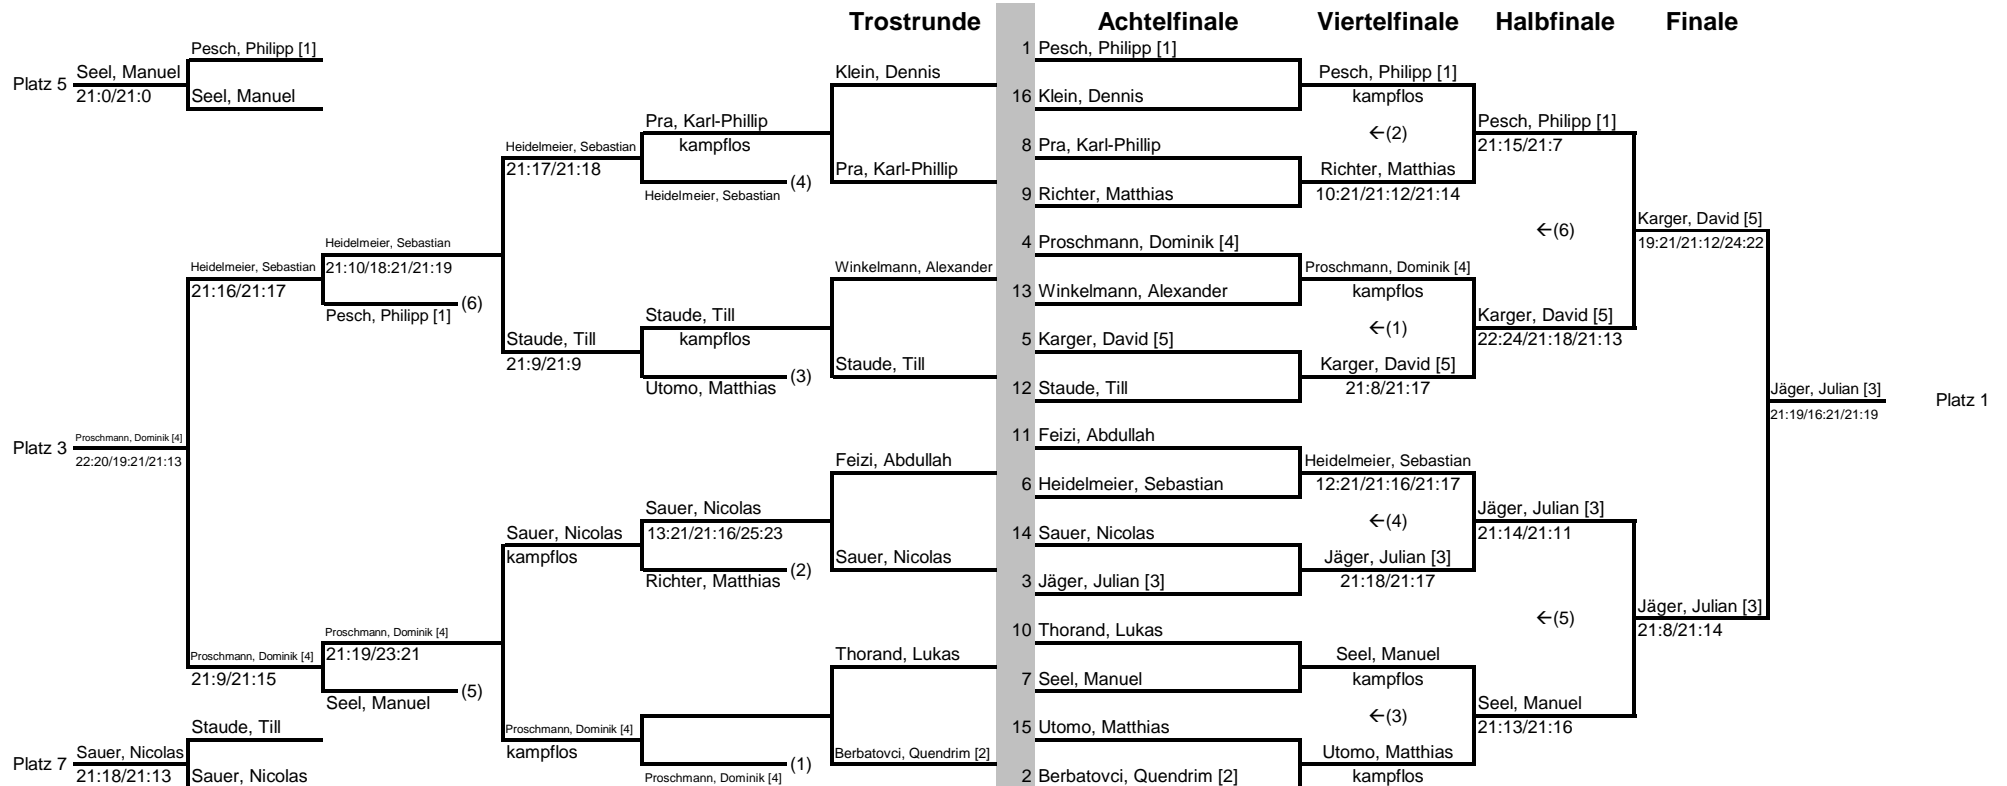 Trostrunde Achtelfinale Viertelfinale Halbfinale Finale
Pesch, Philipp [1] 1 Pesch, Philipp [1]
Platz 5 Seel, Manuel Klein, Dennis Pesch, Philipp [1]
21:0/21:0 Seel, Manuel 16 Klein, Dennis kampflos
Pra, Karl-Phillip Pesch, Philipp [1]
←(2)
Heidelmeier, Sebastian kampflos 8 Pra, Karl-Phillip 21:15/21:7
21:17/21:18 Pra, Karl-Phillip Richter, Matthias
(4)
Heidelmeier, Sebastian 9 Richter, Matthias 10:21/21:12/21:14
Karger, David [5]
←(6)
Heidelmeier, Sebastian 4 Proschmann, Dominik [4] 19:21/21:12/24:22
Heidelmeier, Sebastian 21:10/18:21/21:19 Winkelmann, Alexander Proschmann, Dominik [4]
21:16/21:17 13 Winkelmann, Alexander kampflos
(6)
Pesch, Philipp [1] Staude, Till Karger, David [5]
←(1)
Staude, Till kampflos 5 Karger, David [5] 22:24/21:18/21:13
21:9/21:9 Staude, Till Karger, David [5]
(3)
Utomo, Matthias 12 Staude, Till 21:8/21:17
Jäger, Julian [3]
Platz 1
21:19/16:21/21:19
Proschmann, Dominik [4] 11 Feizi, Abdullah
Platz 3
22:20/19:21/21:13 Feizi, Abdullah Heidelmeier, Sebastian
6 Heidelmeier, Sebastian 12:21/21:16/21:17
Sauer, Nicolas Jäger, Julian [3]
←(4)
Sauer, Nicolas 13:21/21:16/25:23 14 Sauer, Nicolas 21:14/21:11
kampflos Sauer, Nicolas Jäger, Julian [3]
(2)
Richter, Matthias 3 Jäger, Julian [3] 21:18/21:17
Jäger, Julian [3]
←(5)
Proschmann, Dominik [4] 10 Thorand, Lukas 21:8/21:14
Proschmann, Dominik [4] 21:19/23:21 Thorand, Lukas Seel, Manuel
21:9/21:15 7 Seel, Manuel kampflos
(5)
Seel, Manuel Seel, Manuel
←(3)
Staude, Till Proschmann, Dominik [4] 15 Utomo, Matthias 21:13/21:16
Platz 7 Sauer, Nicolas kampflos Berbatovci, Quendrim [2] Utomo, Matthias
(1)
21:18/21:13 Sauer, Nicolas Proschmann, Dominik [4] 2 Berbatovci, Quendrim [2] kampflos